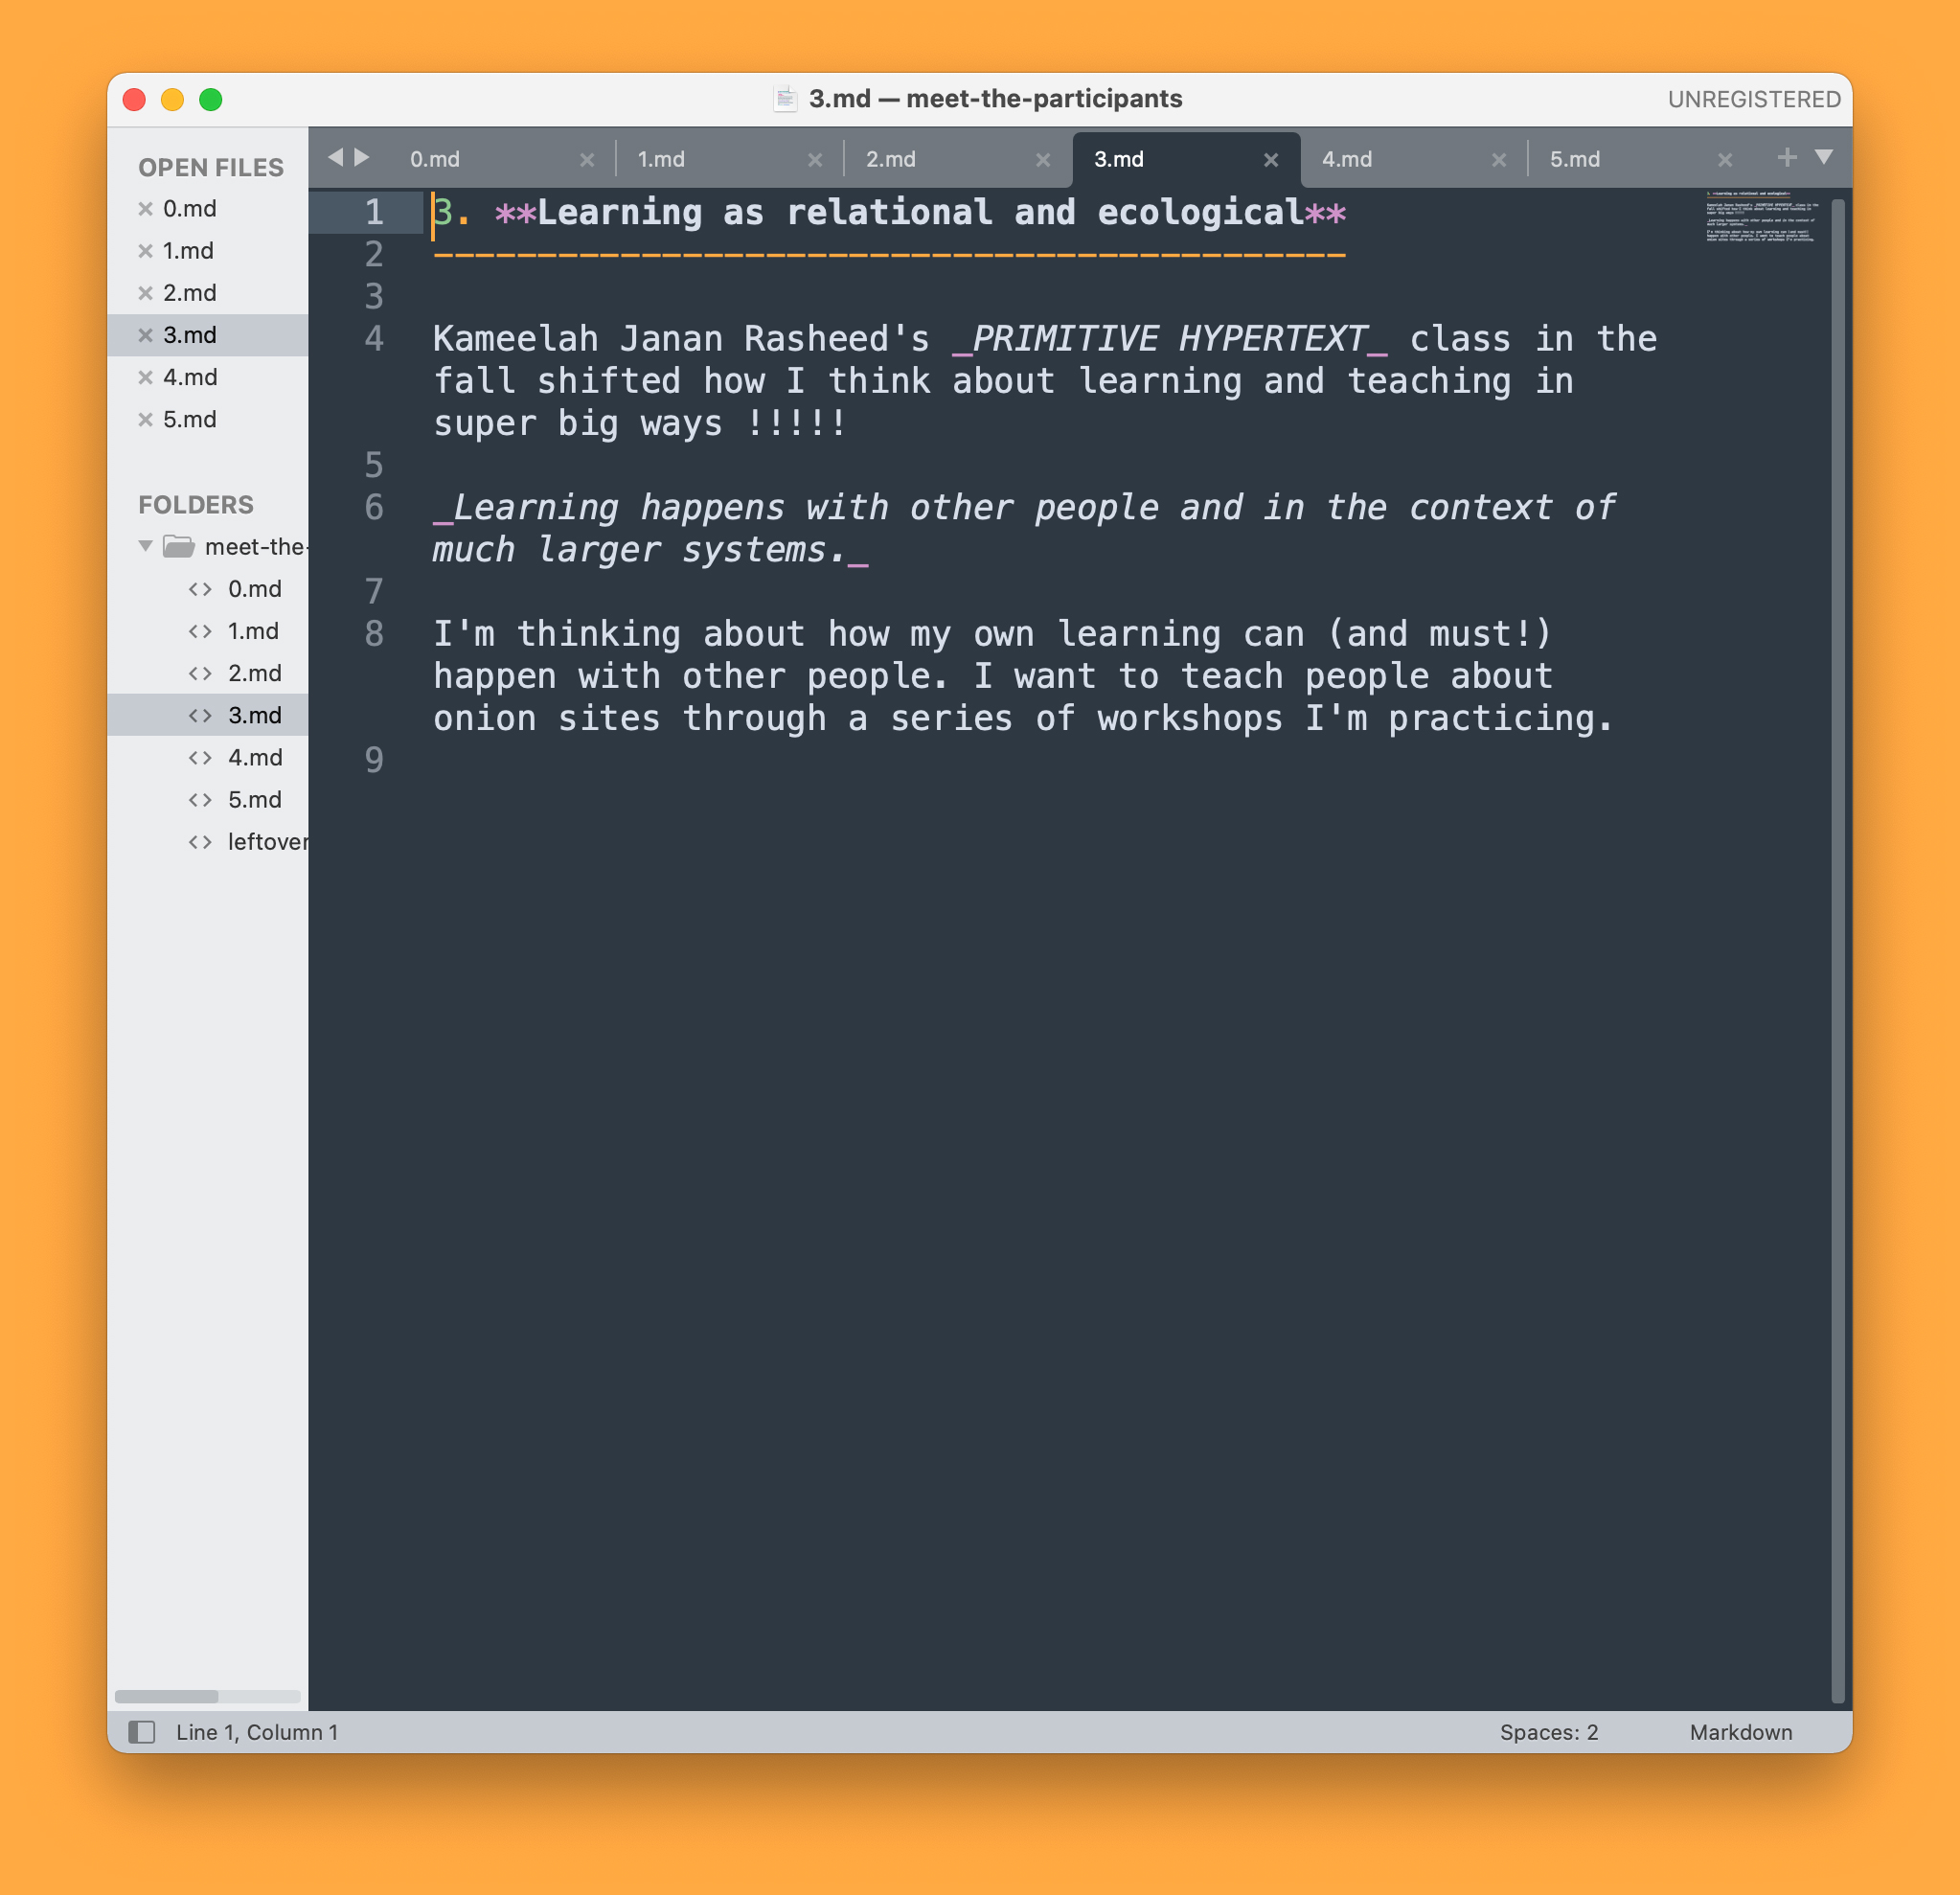 3.md — meet-the-participants
UNREGISTERED
OPEN FILES
0.md
1.md
2.md
3.md
4.md
5.md
FOLDERS
meet-the-
0.md
1.md
2.md
3.md
4.md
5.md
leftover
0.md
1.md
2.md
3.md
4.md
5.md
1 3. **Learning as relational and ecological**
2 --------------------------------------------
3
4 Kameelah Janan Rasheed's _PRIMITIVE HYPERTEXT_ class in the
fall shifted how I think about learning and teaching in
super big ways !!!!!
5
6 _Learning happens with other people and in the context of
much larger systems._
7
8 I'm thinking about how my own learning can (and must!)
happen with other people. I want to teach people about
onion sites through a series of workshops I'm practicing.
9
Line 1, Column 1
Spaces: 2
Markdown